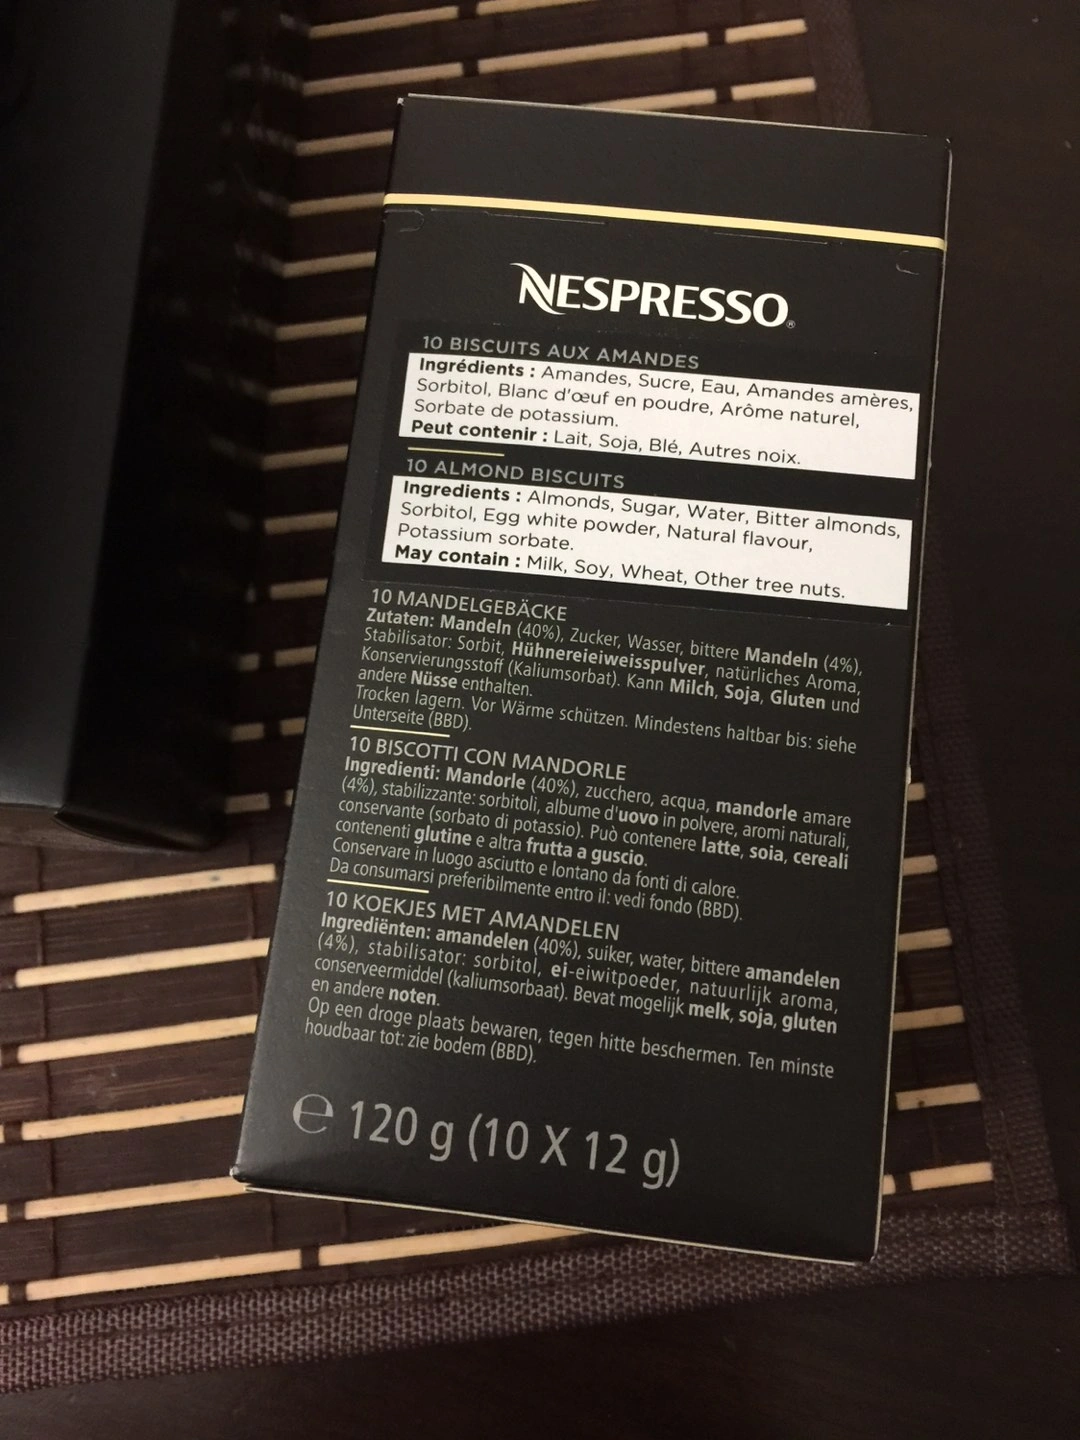 NESPRESSO®
10 BISCUITS AUX AMANDES
Ingrédients : Amandes, Sucre, Eau, Amandes amères,
Sorbitol, Blanc d'œuf en poudre, Arôme naturel,
Sorbate de potassium.
Peut contenir : Lait, Soja, Blé, Autres noix.
10 ALMOND BISCUITS
Ingredients : Almonds, Sugar, Water, Bitter almonds,
Sorbitol, Egg white powder, Natural flavour,
Potassium sorbate.
May contain : Milk, Soy, Wheat, Other tree nuts.
10 MANDELGEBÄCKE
Zutaten: Mandeln (40%), Zucker, Wasser, bittere Mandeln (4%),
Stabilisator: Sorbit, Hühnereieiweisspulver, natürliches Aroma,
Konservierungsstoff (Kaliumsorbat). Kann Milch, Soja, Gluten und
andere Nüsse enthalten.
Trocken lagern. Vor Wärme schützen. Mindestens haltbar bis: siehe
Unterseite (BBD).
10 BISCOTTI CON MANDORLE
Ingredienti: Mandorle (40%), zucchero, acqua, mandorle amare
(4%), stabilizzante: sorbitoli, albume d'uovo in polvere, aromi naturali,
conservante (sorbato di potassio). Può contenere latte, soia, cereali
contenenti glutine e altra frutta a guscio.
Conservare in luogo asciutto e lontano da fonti di calore.
Da consumarsi preferibilmente entro il: vedi fondo (BBD).
10 KOEKJES MET AMANDELEN
Ingrediënten: amandelen (40%), suiker, water, bittere amandelen
(4%), stabilisator: sorbitol, ei-eiwitpoeder, natuurlijk aroma,
conserveermiddel (kaliumsorbaat). Bevat mogelijk melk, soja, gluten
en andere noten.
Op een droge plaats bewaren, tegen hitte beschermen. Ten minste
houdbaar tot: zie bodem (BBD).
℮ 120 g (10 X 12 g)